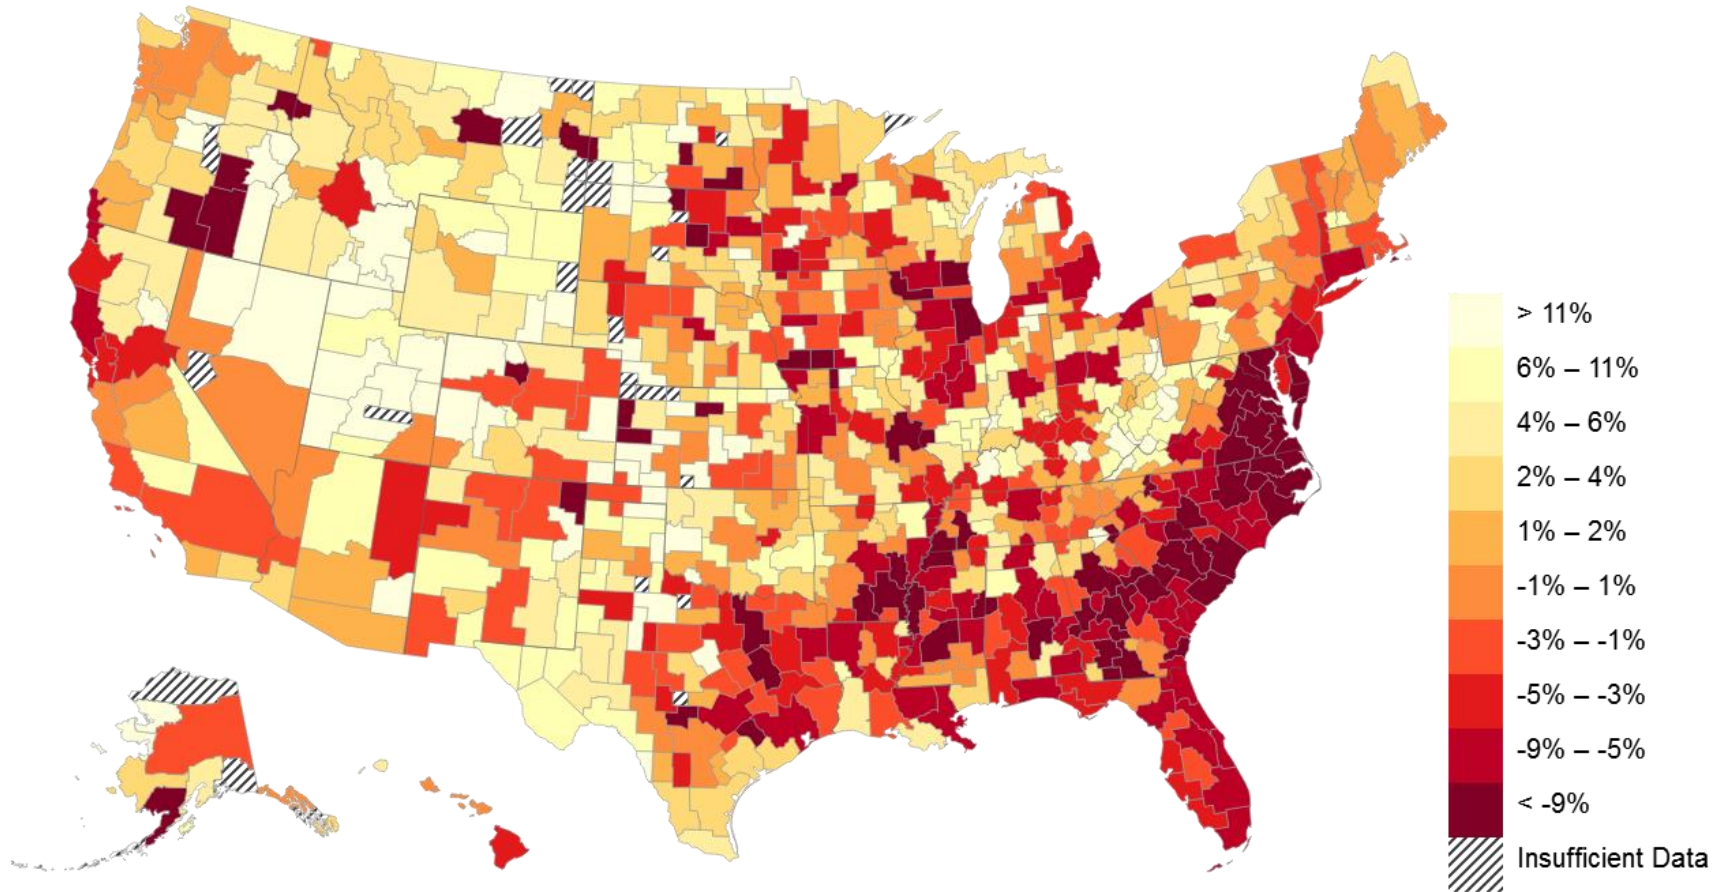 > 11%
6% – 11%
4% – 6%
2% – 4%
1% – 2%
-1% – 1%
-3% – -1%
-5% – -3%
-9% – -5%
< -9%
Insufficient Data